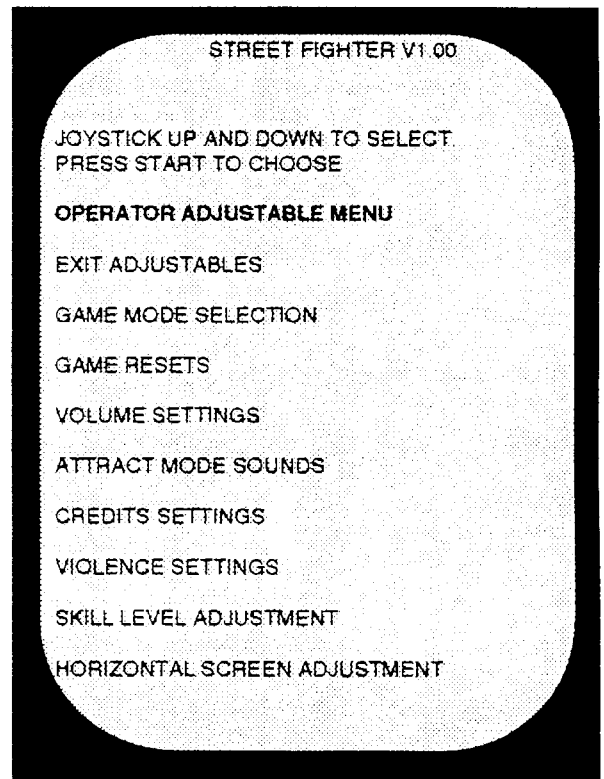 STREET FIGHTER V1.00
JOYSTICK UP AND DOWN TO SELECT.
PRESS START TO CHOOSE
OPERATOR ADJUSTABLE MENU
EXIT ADJUSTABLES
GAME MODE SELECTION
GAME RESETS
VOLUME SETTINGS
ATTRACT MODE SOUNDS
CREDITS SETTINGS
VIOLENCE SETTINGS
SKILL LEVEL ADJUSTMENT
HORIZONTAL SCREEN ADJUSTMENT